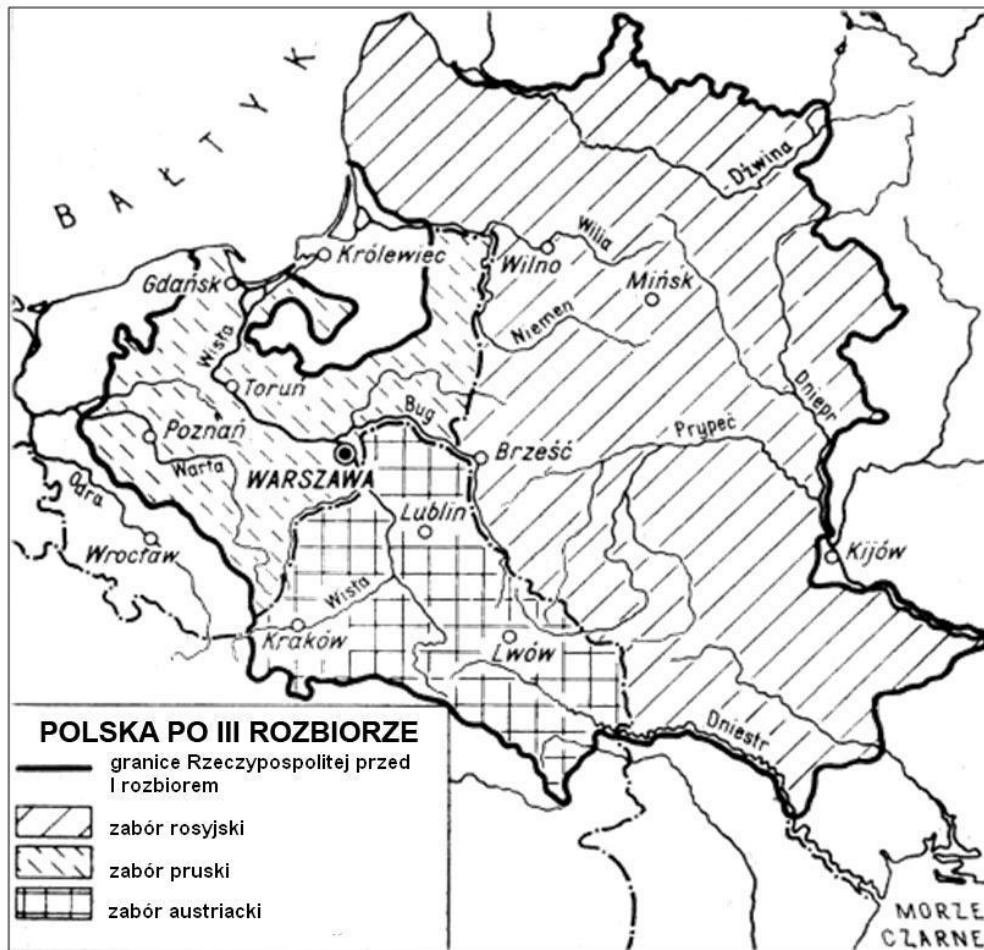 BAŁTYK
Dźwina
Królewiec
Wilno
Wilia
Gdańsk
Mińsk
Niemen
Wisła
Toruń
Dniepr
Bug
Prypeć
Poznań
Brześć
Warta
WARSZAWA
Odra
Lublin
Wrocław
Kijów
Wisła
Kraków
Lwów
Dniestr
POLSKA PO III ROZBIORZE
granice Rzeczypospolitej przed
I rozbiorem
zabór rosyjski
zabór pruski
zabór austriacki
MORZE
CZARNE